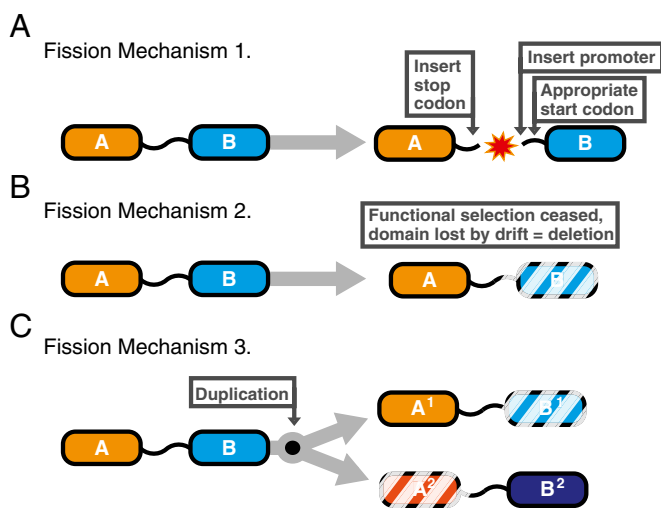 A
Fission Mechanism 1.
Insert stop codon
Insert promoter
Appropriate start codon
A B A B
B
Fission Mechanism 2.
Functional selection ceased,
domain lost by drift = deletion
A B A B
C
Fission Mechanism 3.
Duplication
A¹ B¹
A B
A² B²